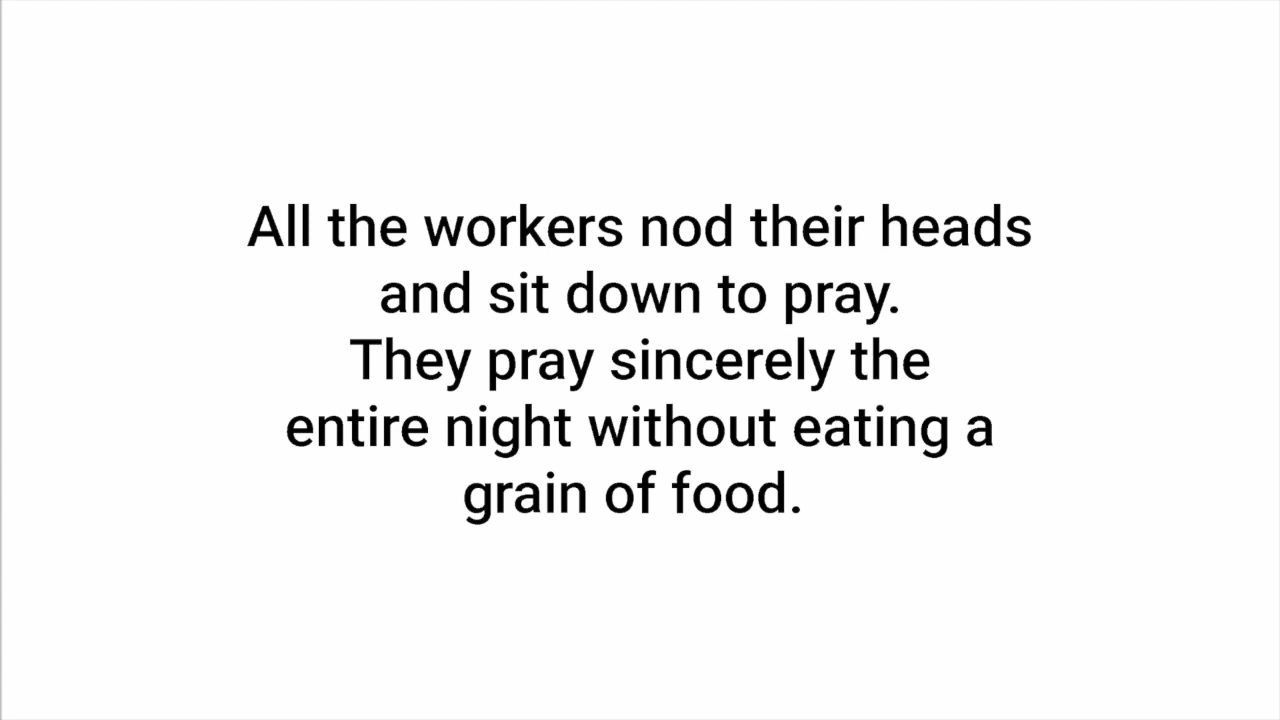 All the workers nod their heads
and sit down to pray.
They pray sincerely the
entire night without eating a
grain of food.